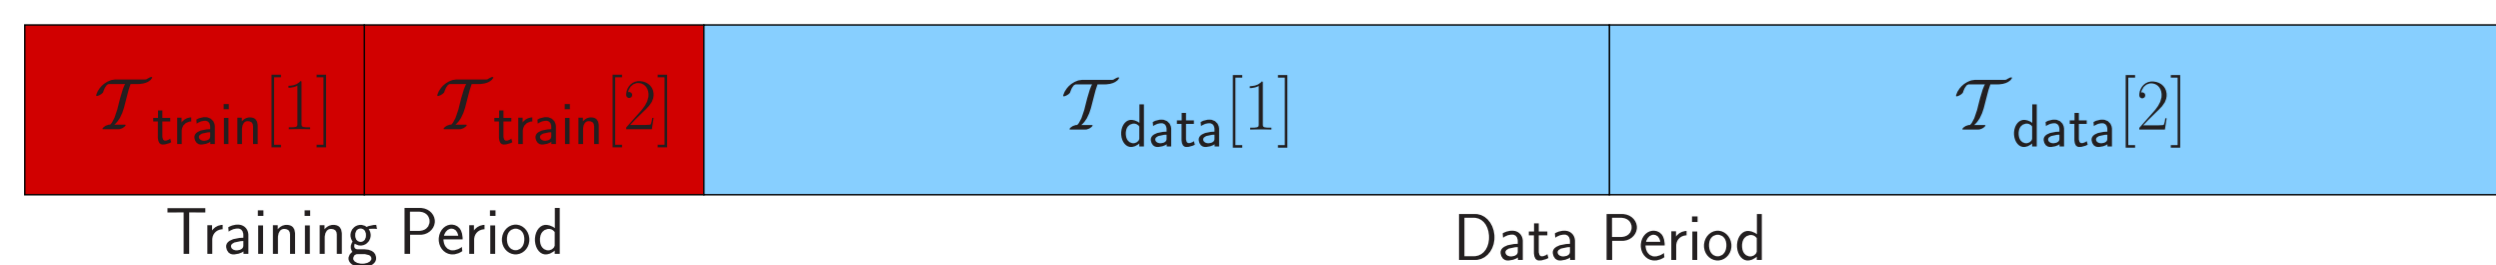 𝒯train[1] 𝒯train[2] 𝒯data[1] 𝒯data[2]
Training Period Data Period